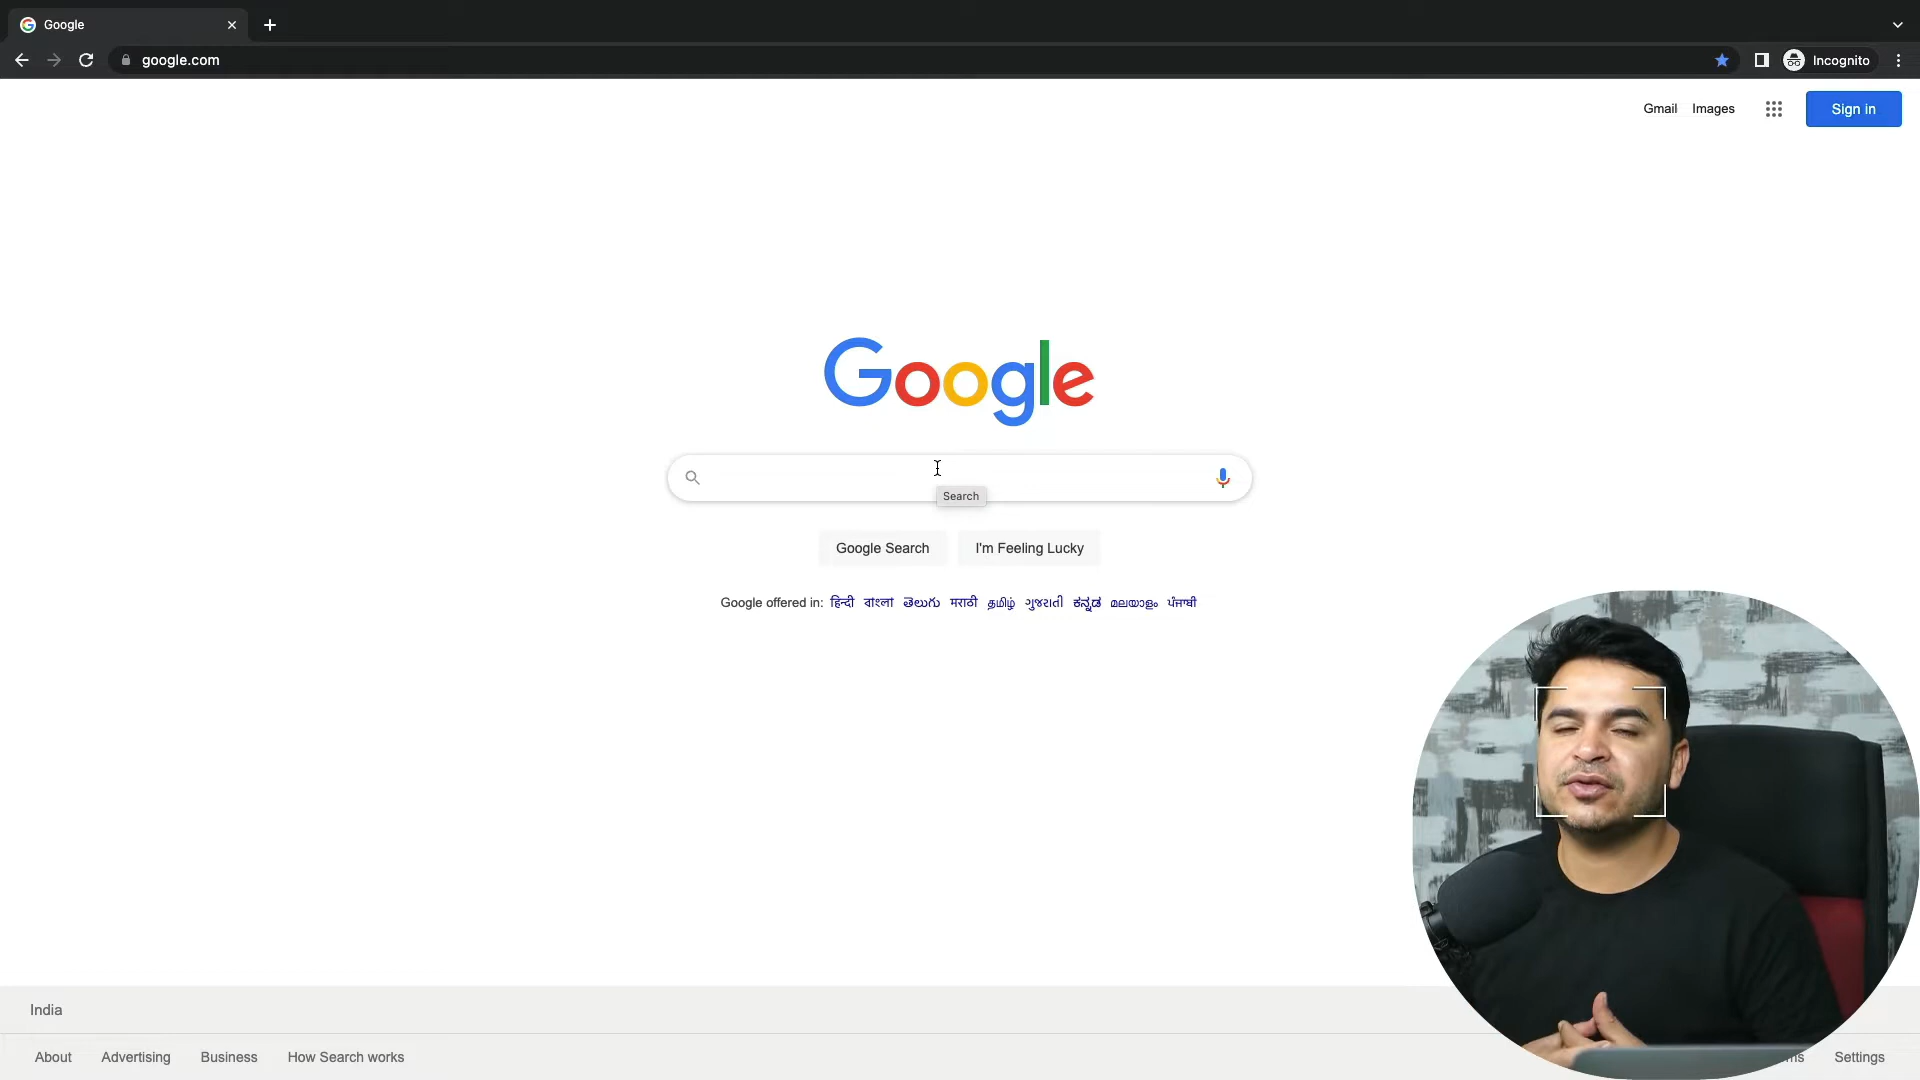 Google
google.com
Incognito
Gmail Images
Sign in
Google
Search
Google Search
I'm Feeling Lucky
Google offered in: हिन्दी বাংলা తెలుగు मराठी தமிழ் ગુજરાતી ಕನ್ನಡ മലയാളം ਪੰਜਾਬੀ
India
About Advertising Business How Search works
Settings